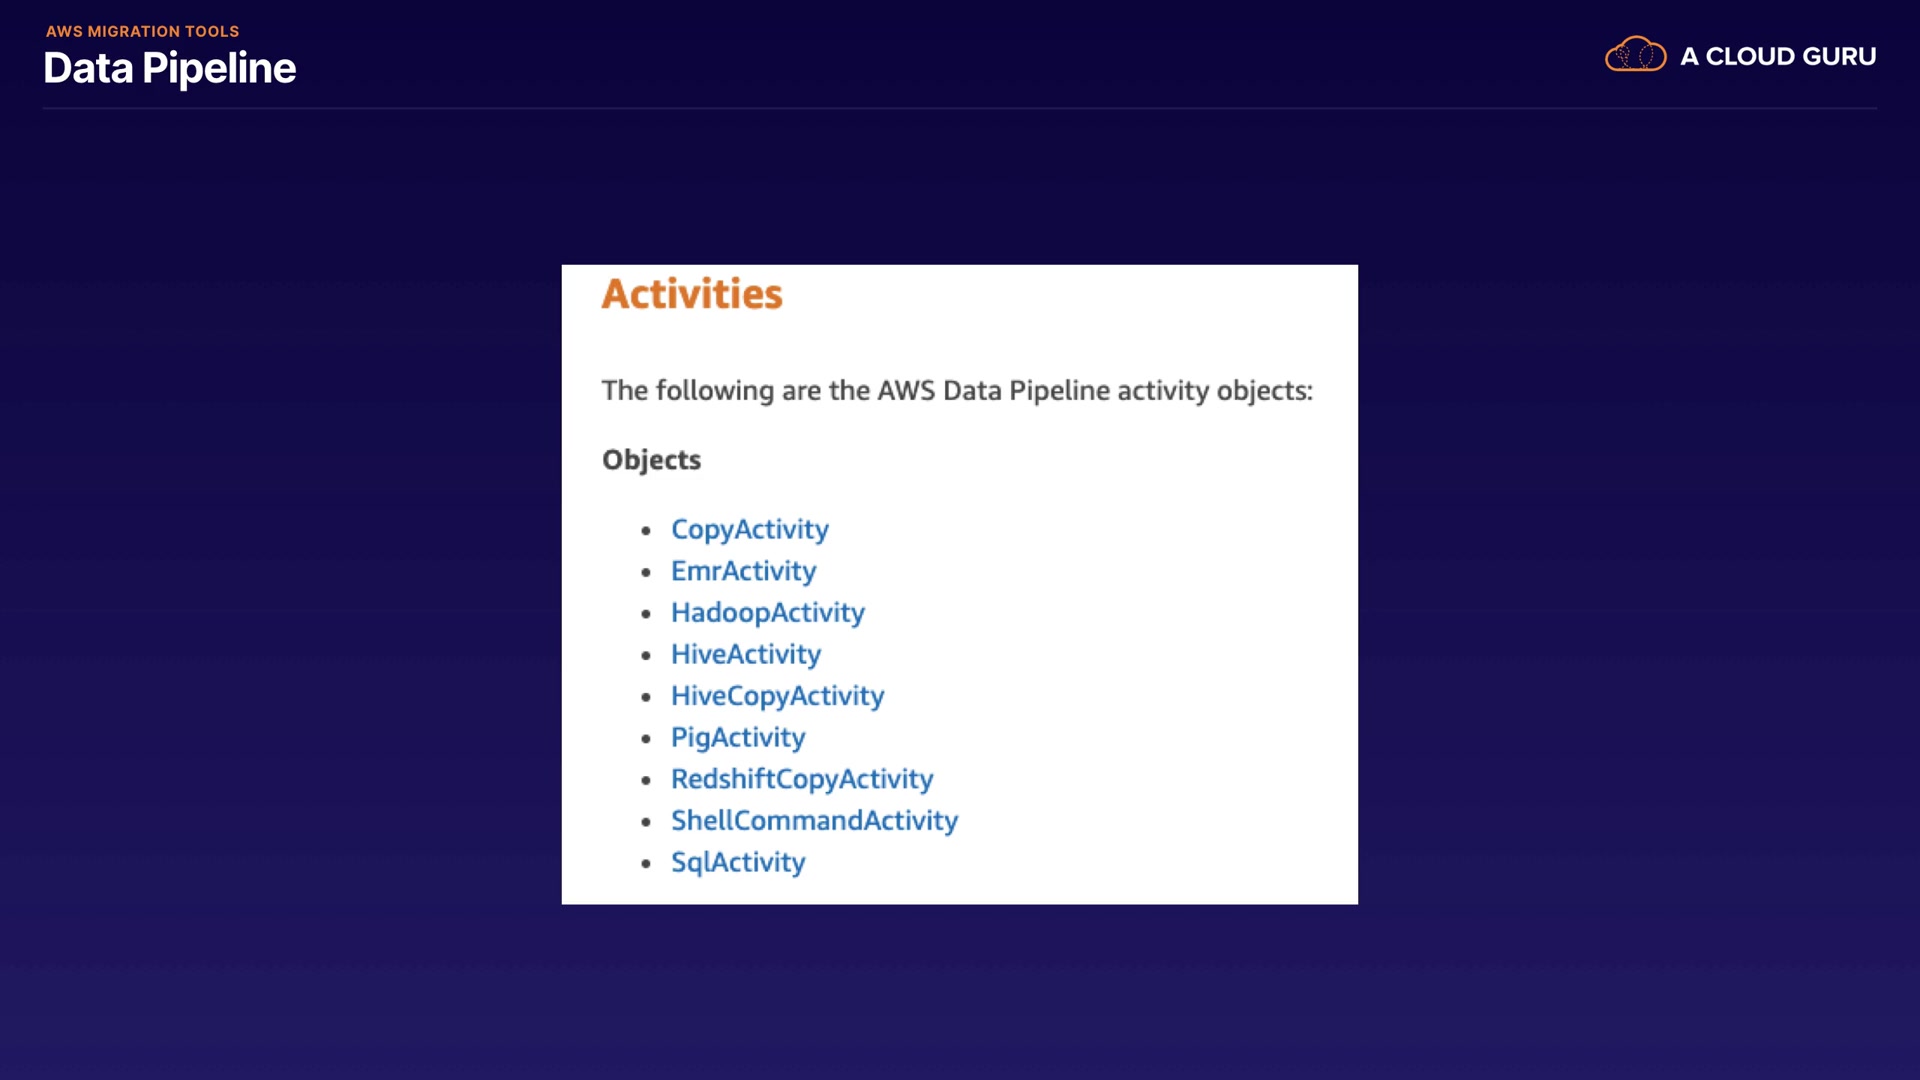 AWS MIGRATION TOOLS
Data Pipeline
A CLOUD GURU
Activities
The following are the AWS Data Pipeline activity objects:
Objects
• CopyActivity
• EmrActivity
• HadoopActivity
• HiveActivity
• HiveCopyActivity
• PigActivity
• RedshiftCopyActivity
• ShellCommandActivity
• SqlActivity